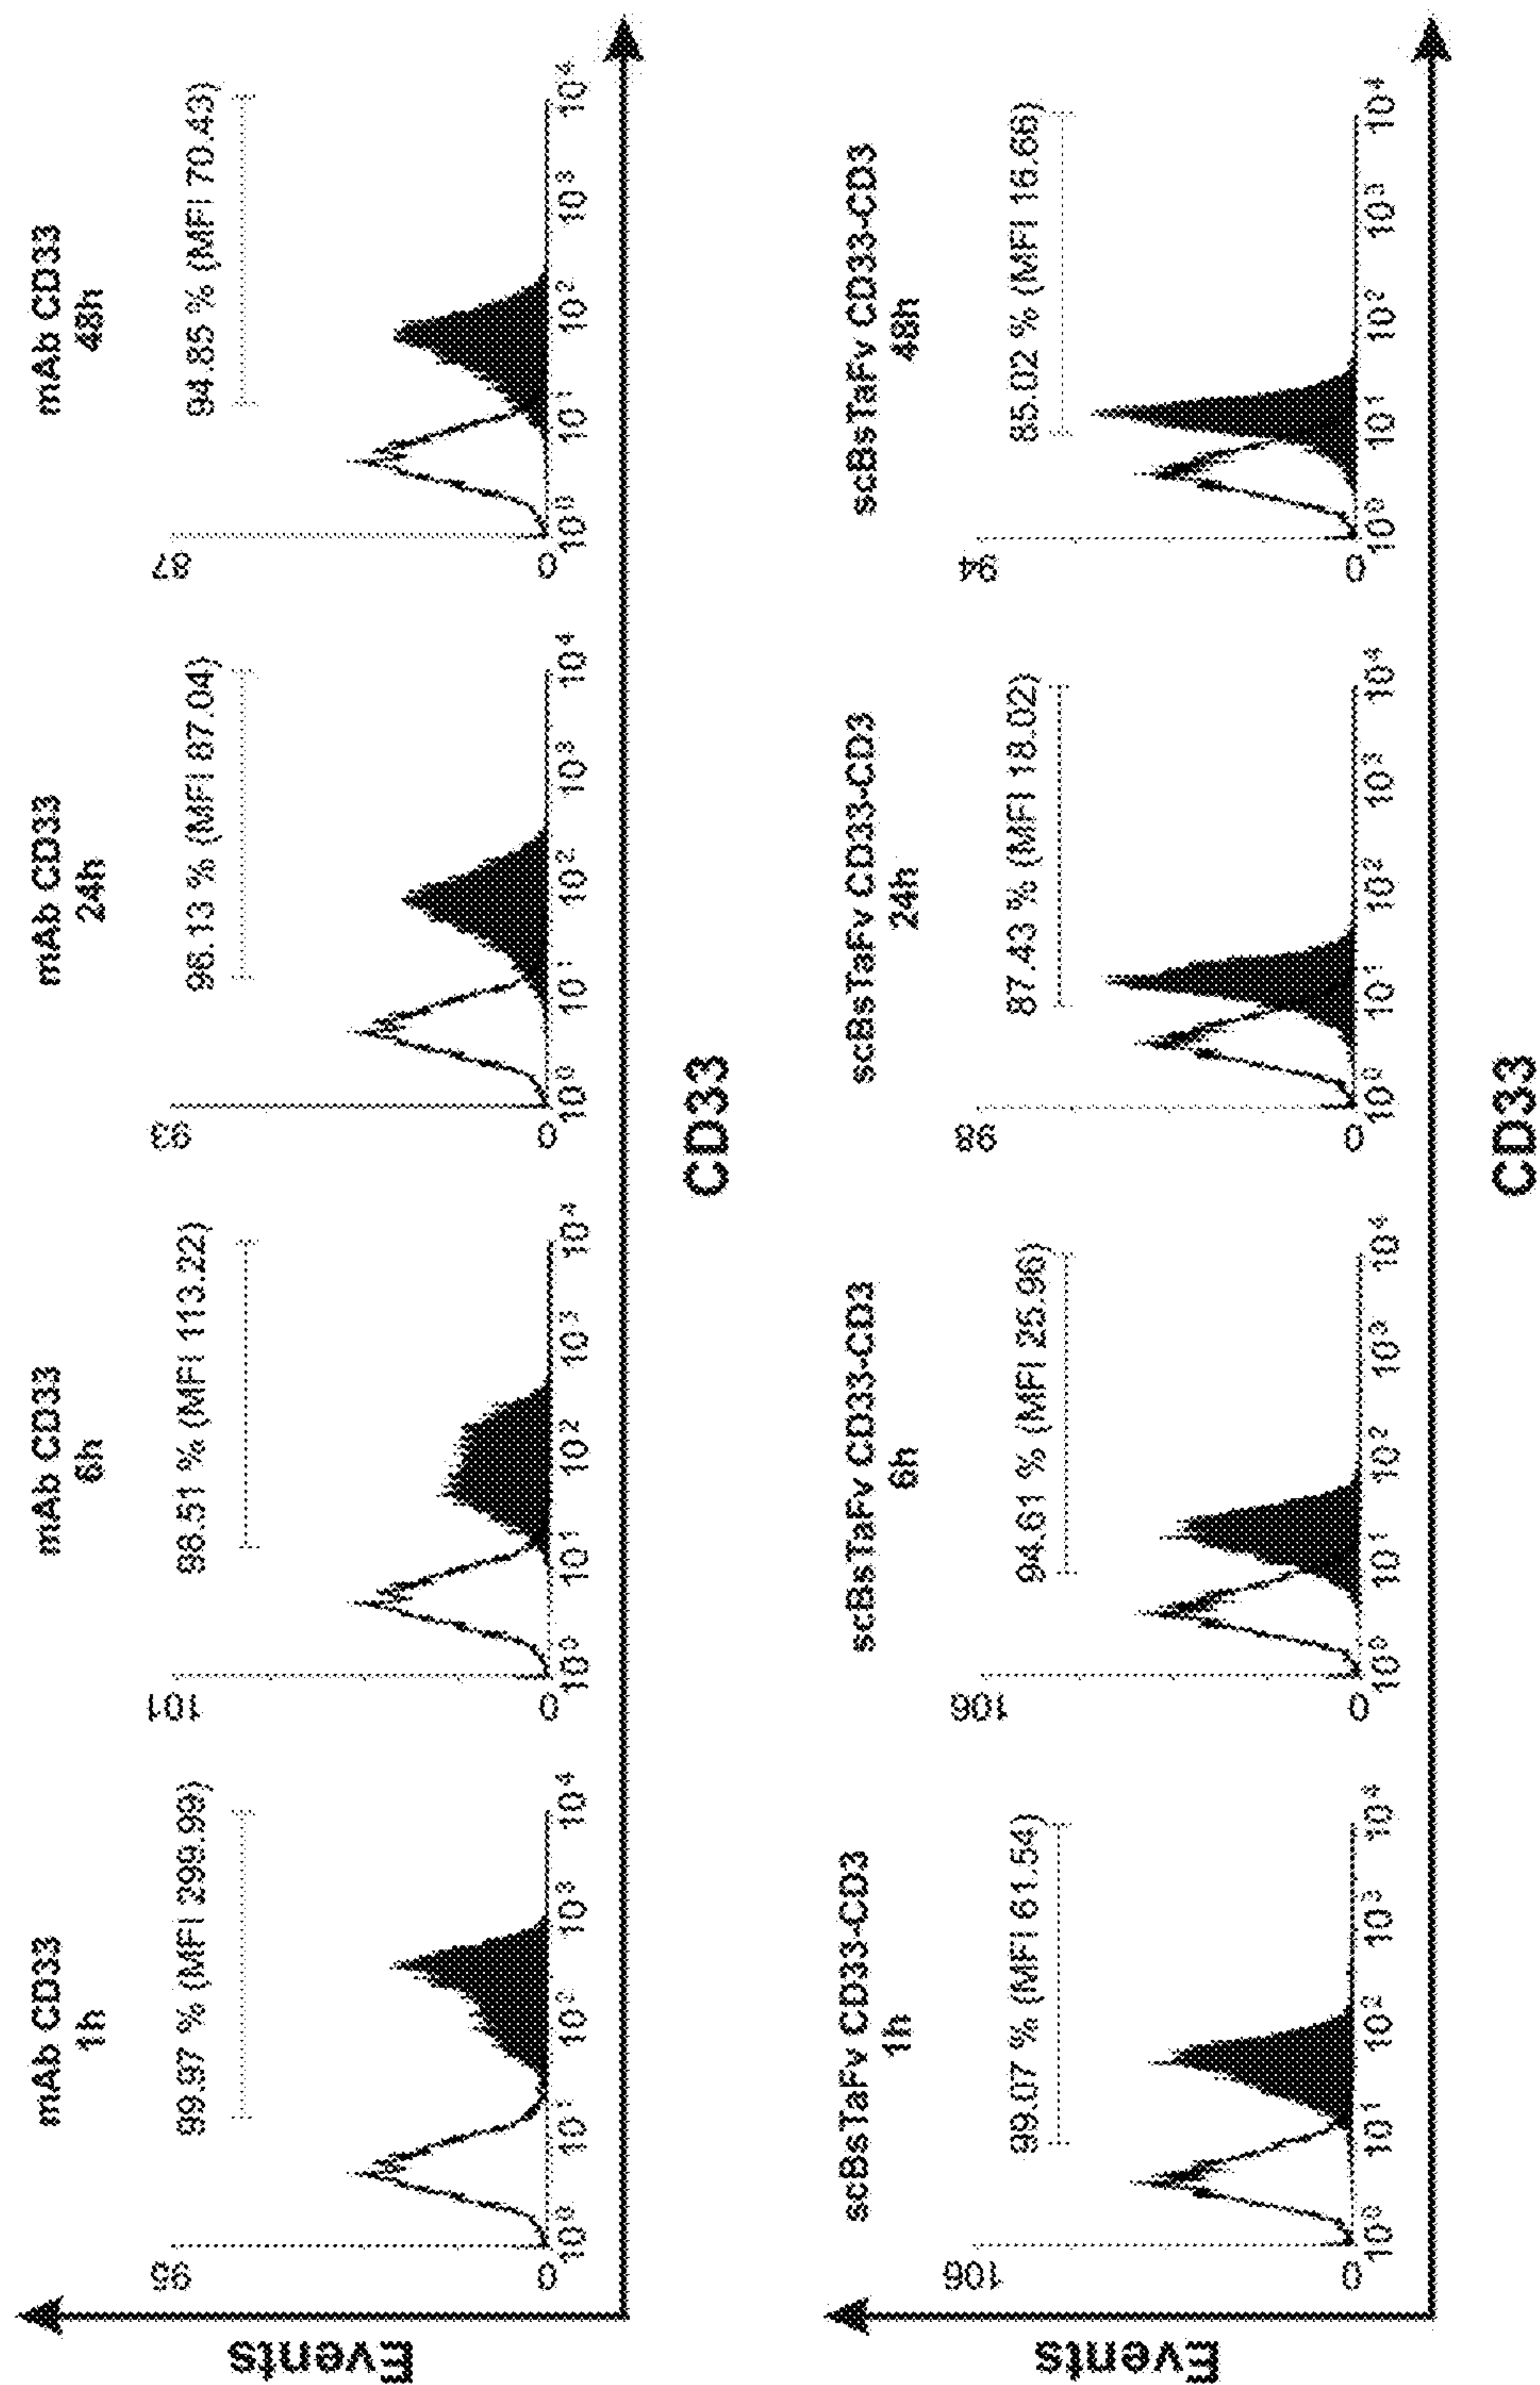 Events
mAb CD33
1h
99.97 % (MFI 299.99)
0
10⁰ 10¹ 10² 10³ 10⁴
mAb CD33
6h
98.51 % (MFI 113.22)
101
0
10⁰ 10¹ 10² 10³ 10⁴
mAb CD33
24h
96.13 % (MFI 87.04)
93
0
10⁰ 10¹ 10² 10³ 10⁴
mAb CD33
48h
94.85 % (MFI 70.43)
87
0
10⁰ 10¹ 10² 10³ 10⁴
CD33
Events
scBsTaFv CD33-CD3
1h
99.07 % (MFI 61.54)
106
0
10⁰ 10¹ 10² 10³ 10⁴
scBsTaFv CD33-CD3
6h
94.61 % (MFI 25.96)
106
0
10⁰ 10¹ 10² 10³ 10⁴
scBsTaFv CD33-CD3
24h
87.43 % (MFI 18.02)
98
0
10⁰ 10¹ 10² 10³ 10⁴
scBsTaFv CD33-CD3
48h
85.02 % (MFI 16.66)
94
0
10⁰ 10¹ 10² 10³ 10⁴
CD33